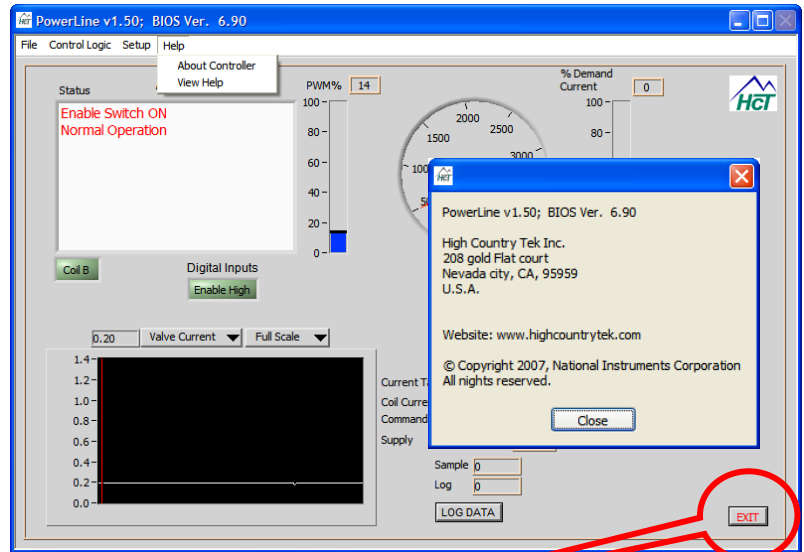 PowerLine v1.50; BIOS Ver. 6.90
File Control Logic Setup Help
About Controller
View Help
Status
PWM% 14
% Demand
Current 0
HCT
Enable Switch ON
Normal Operation
100
80
60
40
20
0
1500
2000
2500
3000
100
80
Coil B
Digital Inputs
Enable High
HCT
PowerLine v1.50; BIOS Ver. 6.90
High Country Tek Inc.
208 gold Flat court
Nevada city, CA, 95959
U.S.A.
Website: www.highcountrytek.com
© Copyright 2007, National Instruments Corporation
All nights reserved.
Close
0.20 Valve Current Full Scale
1.4
1.2
1.0
0.8
0.6
0.4
0.2
0.0
Current
Coil
Command
Supply
Sample 0
Log 0
LOG DATA
EXIT